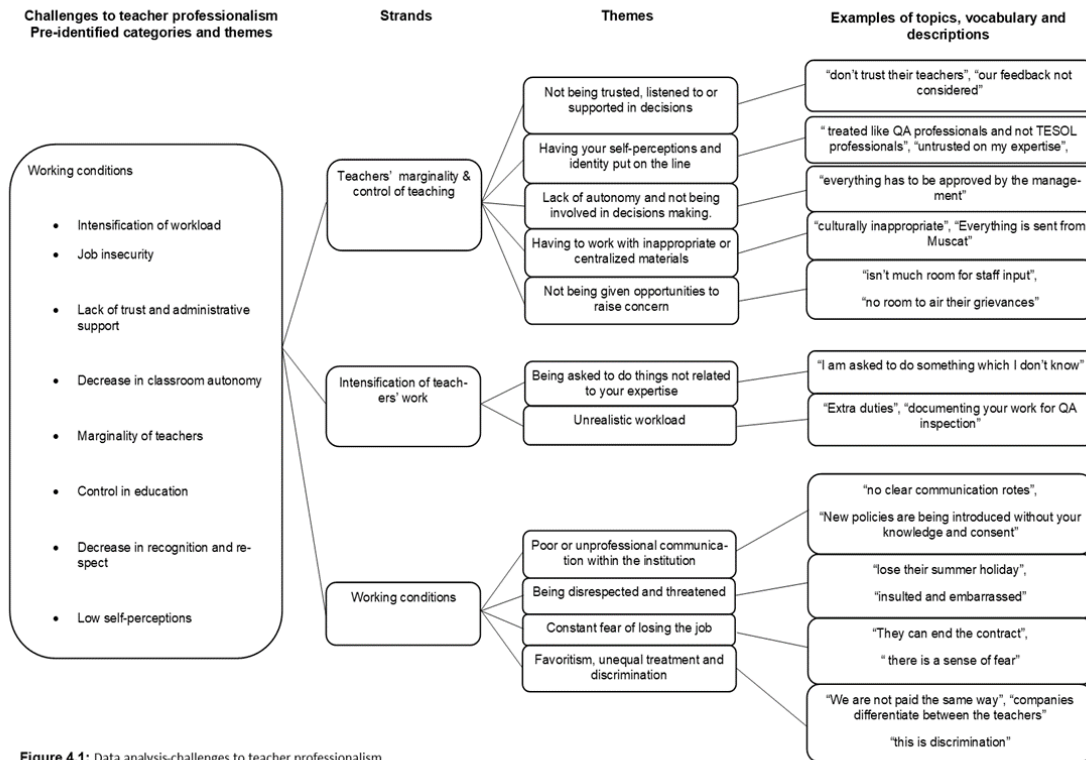 Challenges to teacher professionalism
Pre-identified categories and themes
Strands
Themes
Examples of topics, vocabulary and
descriptions
Working conditions
• Intensification of workload
• Job insecurity
• Lack of trust and administrative
support
• Decrease in classroom autonomy
• Marginality of teachers
• Control in education
• Decrease in recognition and re-
spect
• Low self-perceptions
Teachers' marginality &
control of teaching
Not being trusted, listened to or
supported in decisions
Having your self-perceptions and
identity put on the line
Lack of autonomy and not being
involved in decisions making.
Having to work with inappropriate or
centralized materials
Not being given opportunities to
raise concern
“don’t trust their teachers”, “our feedback not
considered”
“ treated like QA professionals and not TESOL
professionals”, “untrusted on my expertise”,
“everything has to be approved by the manage-
ment”
“culturally inappropriate”, “Everything is sent from
Muscat”
“isn’t much room for staff input”,
“no room to air their grievances”
Intensification of teach-
ers’ work
Being asked to do things not related
to your expertise
Unrealistic workload
“I am asked to do something which I don’t know”
“Extra duties”, “documenting your work for QA
inspection”
Working conditions
Poor or unprofessional communica-
tion within the institution
Being disrespected and threatened
Constant fear of losing the job
Favoritism, unequal treatment and
discrimination
“no clear communication rotes”,
“New policies are being introduced without your
knowledge and consent”
“lose their summer holiday”,
“insulted and embarrassed”
“They can end the contract”,
“ there is a sense of fear”
“We are not paid the same way”, “companies
differentiate between the teachers”
“this is discrimination”
Figure 4.1: Data analysis-challenges to teacher professionalism